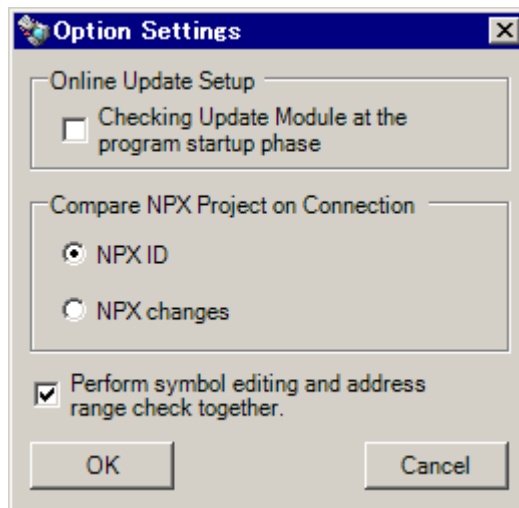 Option Settings
Online Update Setup
Checking Update Module at the
program startup phase
Compare NPX Project on Connection
NPX ID
NPX changes
Perform symbol editing and address
range check together.
OK
Cancel